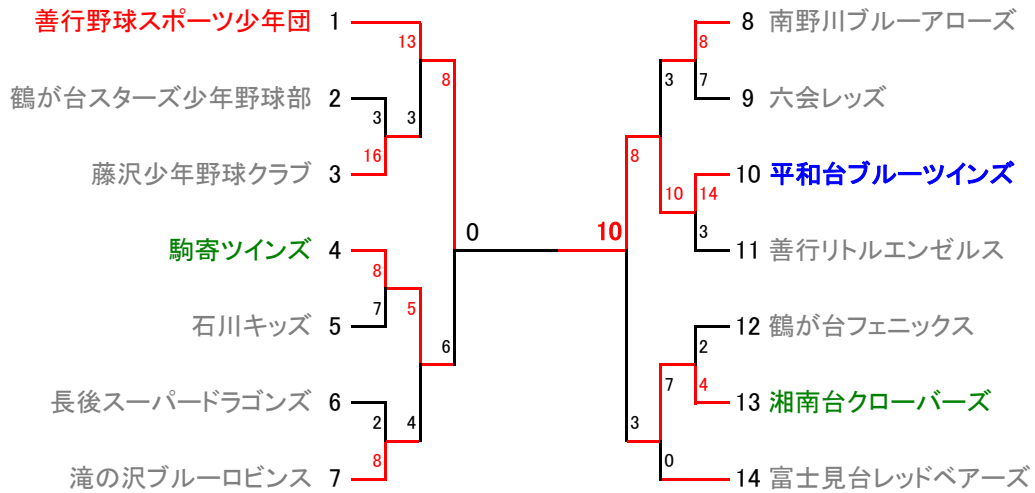 善行野球スポーツ少年団 1
13
8
鶴が台スターズ少年野球部 2
3
3
16
藤沢少年野球クラブ 3
駒寄ツインズ 4
8
7
5
石川キッズ 5
6
長後スーパードラゴンズ 6
2
4
8
滝の沢ブルーロビンス 7
0
10
8 南野川ブルーアローズ
8
3
7
9 六会レッズ
8
10 平和台ブルーツインズ
10
14
3
11 善行リトルエンゼルス
12 鶴が台フェニックス
2
7
4
13 湘南台クローバーズ
3
0
14 富士見台レッドベアーズ